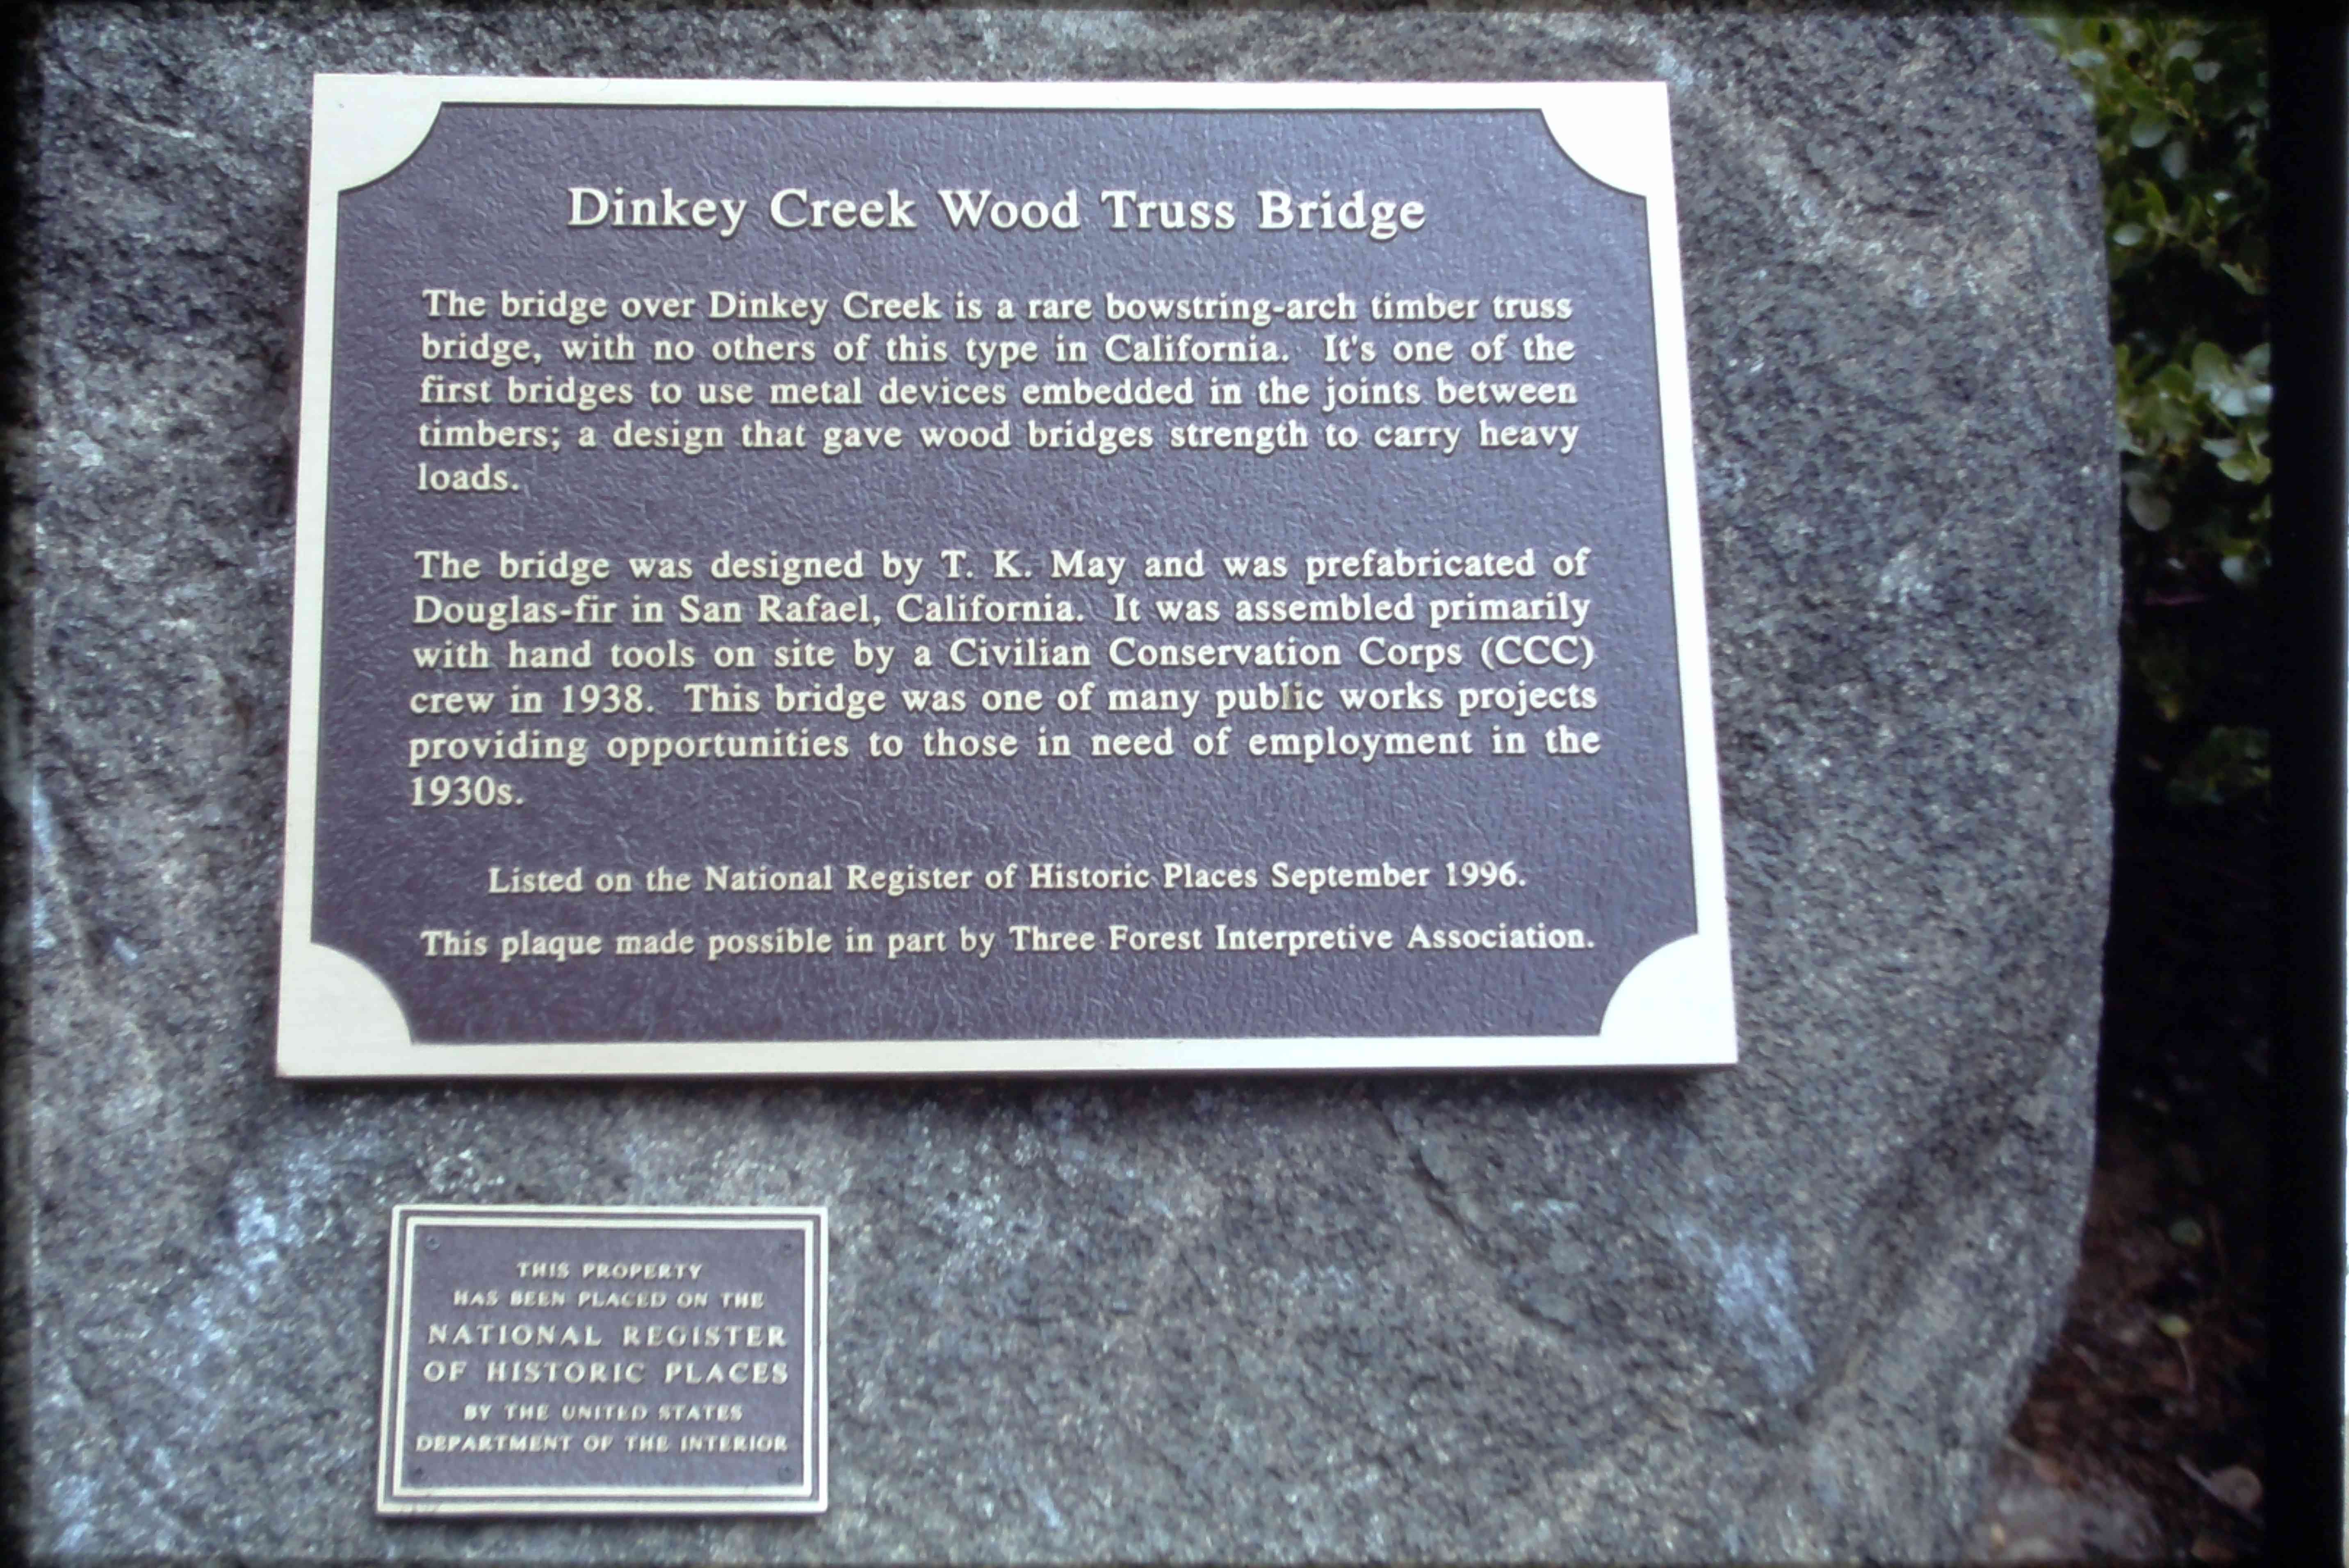 Dinkey Creek Wood Truss Bridge
The bridge over Dinkey Creek is a rare bowstring-arch timber truss
bridge, with no others of this type in California. It's one of the
first bridges to use metal devices embedded in the joints between
timbers; a design that gave wood bridges strength to carry heavy
loads.
The bridge was designed by T. K. May and was prefabricated of
Douglas-fir in San Rafael, California. It was assembled primarily
with hand tools on site by a Civilian Conservation Corps (CCC)
crew in 1938. This bridge was one of many public works projects
providing opportunities to those in need of employment in the
1930s.
Listed on the National Register of Historic Places September 1996.
This plaque made possible in part by Three Forest Interpretive Association.
THIS PROPERTY
HAS BEEN PLACED ON THE
NATIONAL REGISTER
OF HISTORIC PLACES
BY THE UNITED STATES
DEPARTMENT OF THE INTERIOR